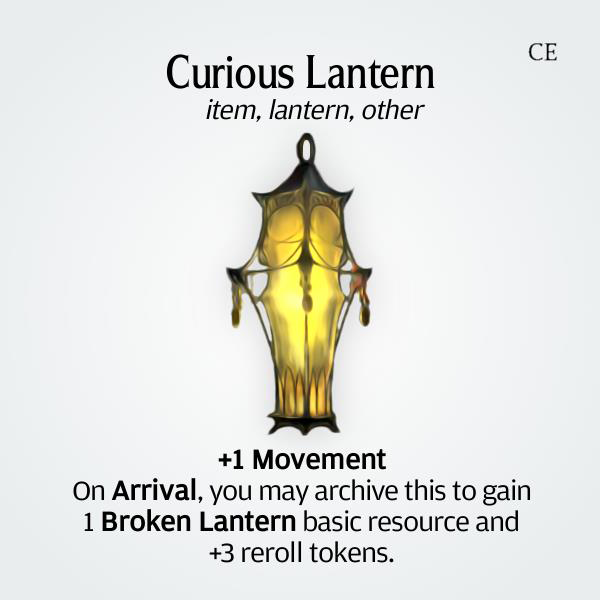 CE
Curious Lantern
item, lantern, other
+1 Movement
On Arrival, you may archive this to gain
1 Broken Lantern basic resource and
+3 reroll tokens.